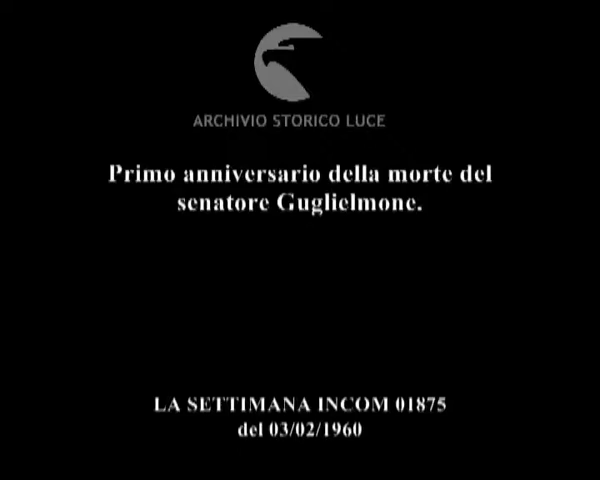 ARCHIVIO STORICO LUCE
Primo anniversario della morte del
senatore Guglielmone.
LA SETTIMANA INCOM 01875
del 03/02/1960